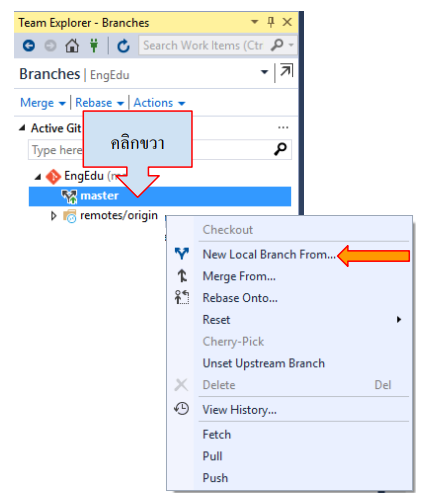 Team Explorer - Branches
Search Work Items (Ctr
Branches | EngEdu
Merge Rebase Actions
Active Git
Type here
คลิกขวา
EngEdu
master
remotes/origin
Checkout
New Local Branch From...
Merge From...
Rebase Onto...
Reset
Cherry-Pick
Unset Upstream Branch
Delete Del
View History...
Fetch
Pull
Push